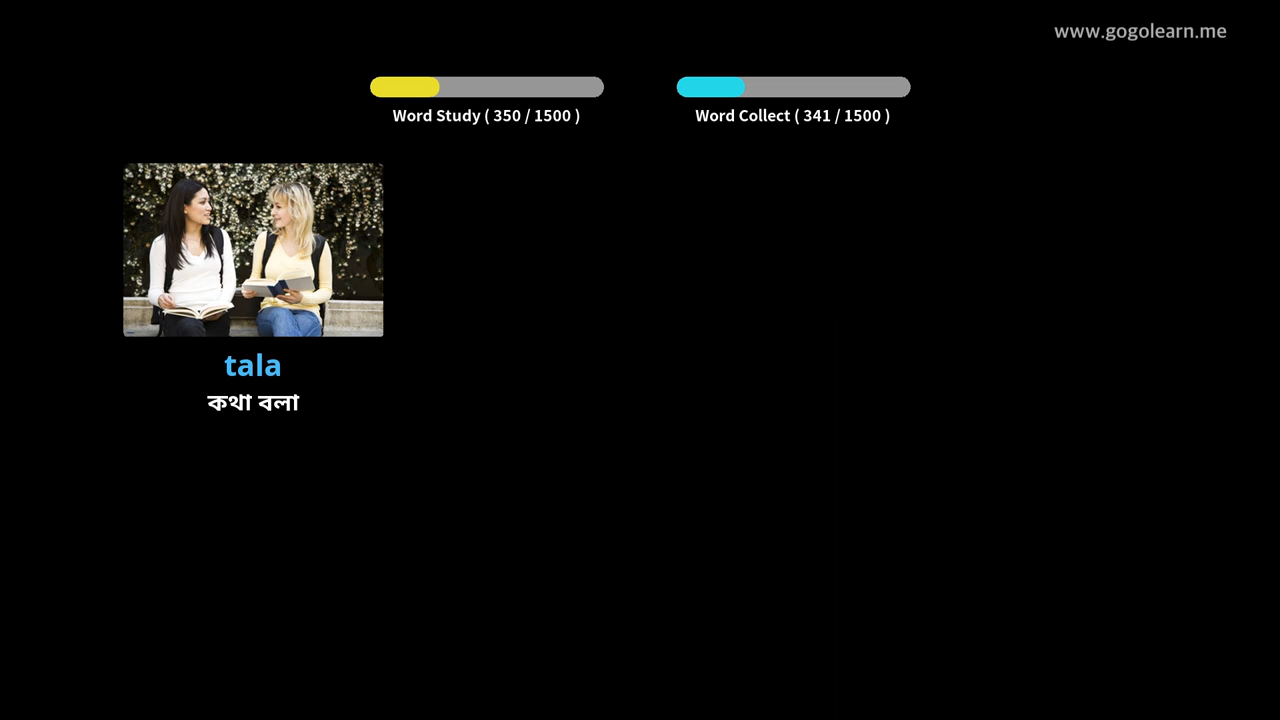 www.gogolearn.me
Word Study ( 350 / 1500 )
Word Collect ( 341 / 1500 )
tala
কথা বলা